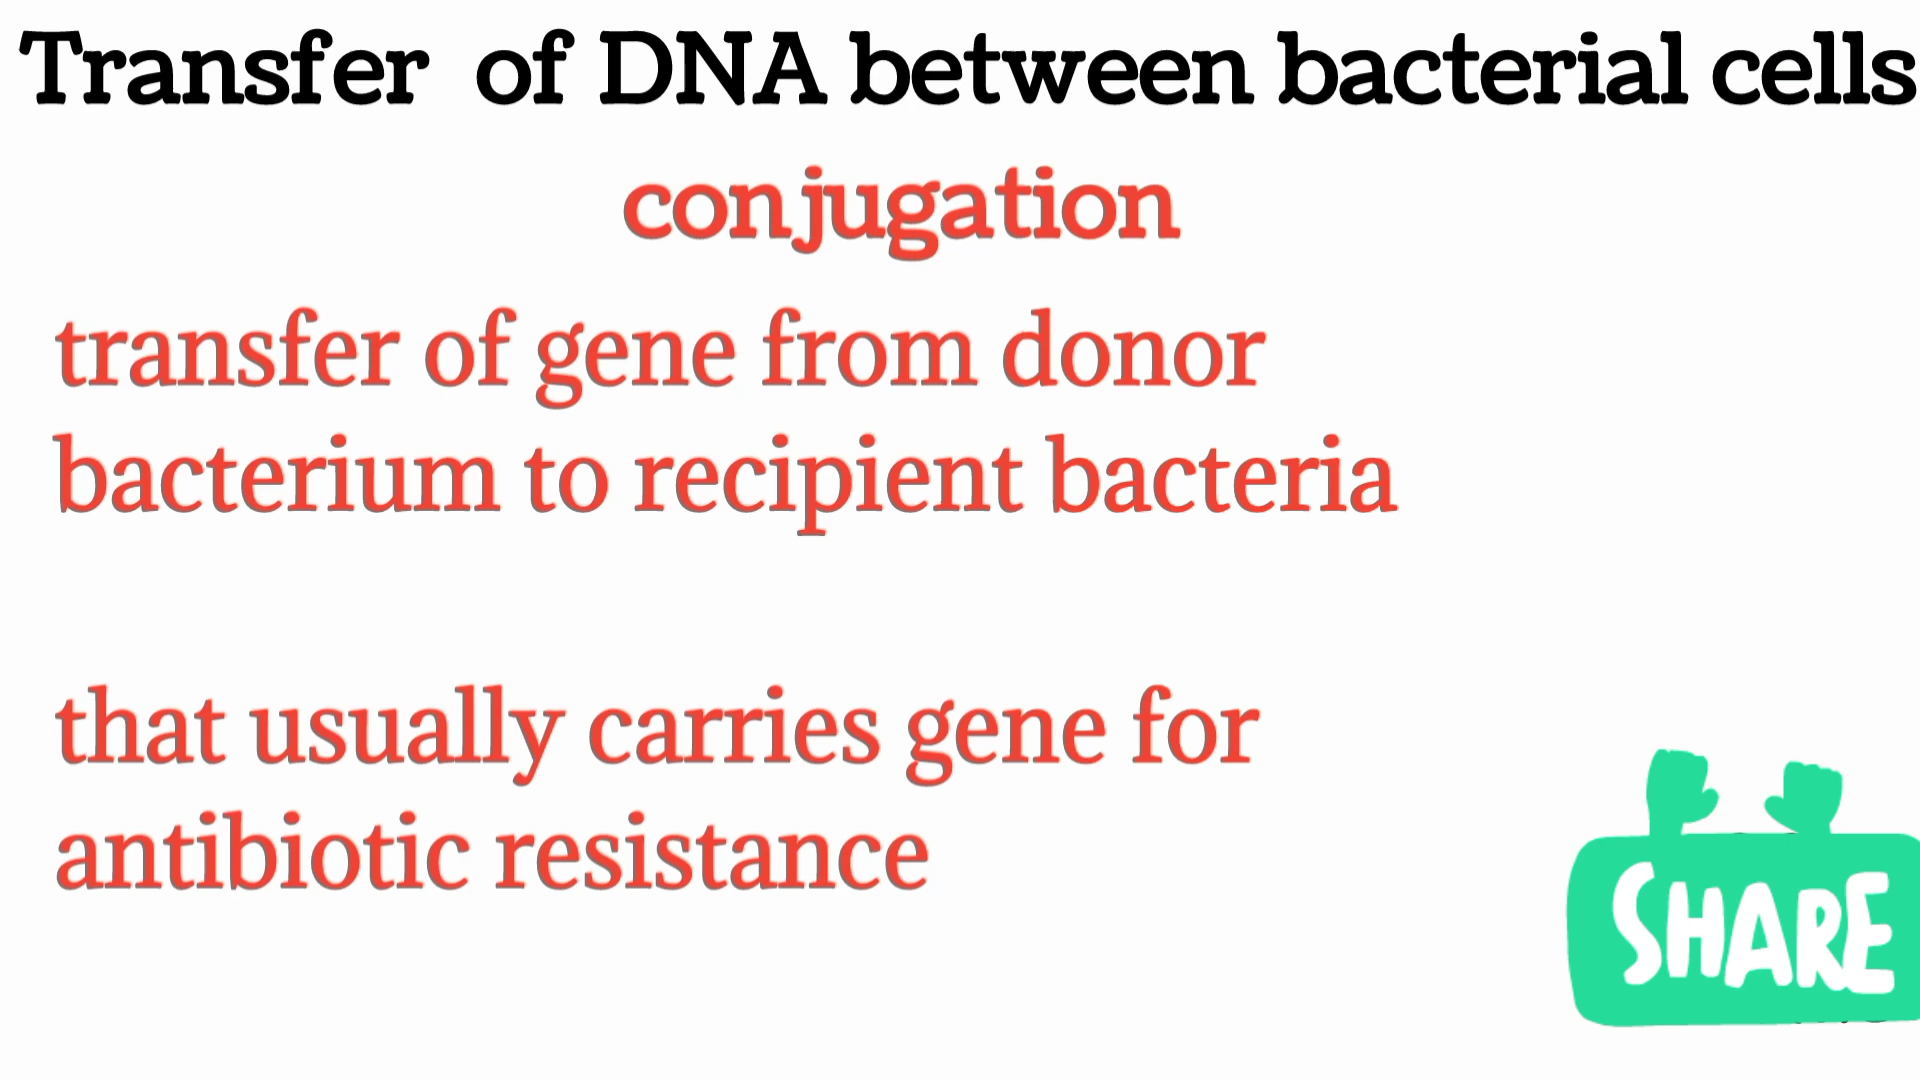 Transfer of DNA between bacterial cells
conjugation
transfer of gene from donor
bacterium to recipient bacteria
that usually carries gene for
antibiotic resistance
SHARE